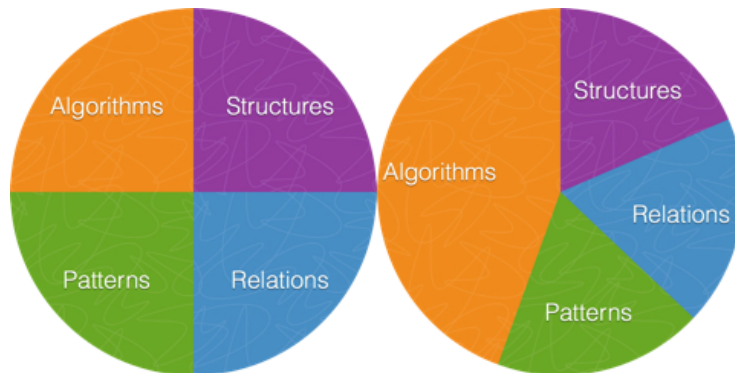 Algorithms
Structures
Patterns
Relations
Structures
Algorithms
Relations
Patterns